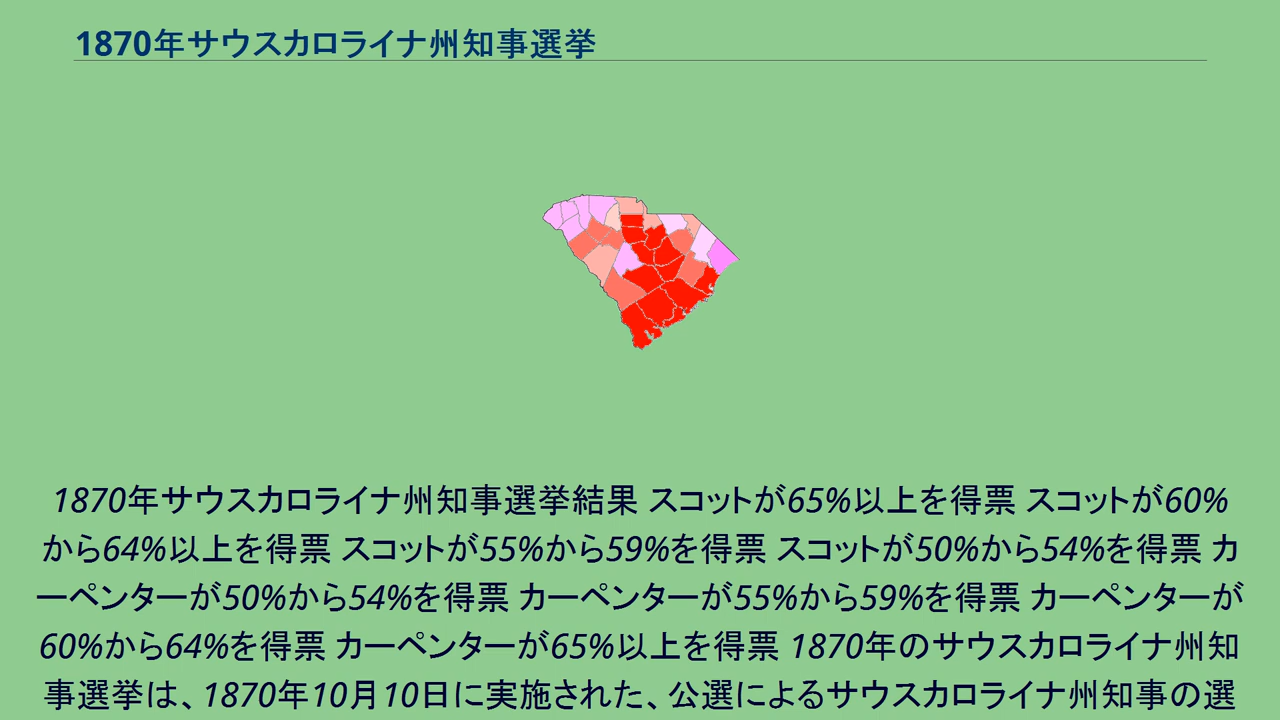 1870年サウスカロライナ州知事選挙
1870年サウスカロライナ州知事選挙結果 スコットが65%以上を得票 スコットが60%
から64%以上を得票 スコットが55%から59%を得票 スコットが50%から54%を得票 カ
ーペンターが50%から54%を得票 カーペンターが55%から59%を得票 カーペンターが
60%から64%を得票 カーペンターが65%以上を得票 1870年のサウスカロライナ州知
事選挙は、1870年10月10日に実施された、公選によるサウスカロライナ州知事の選